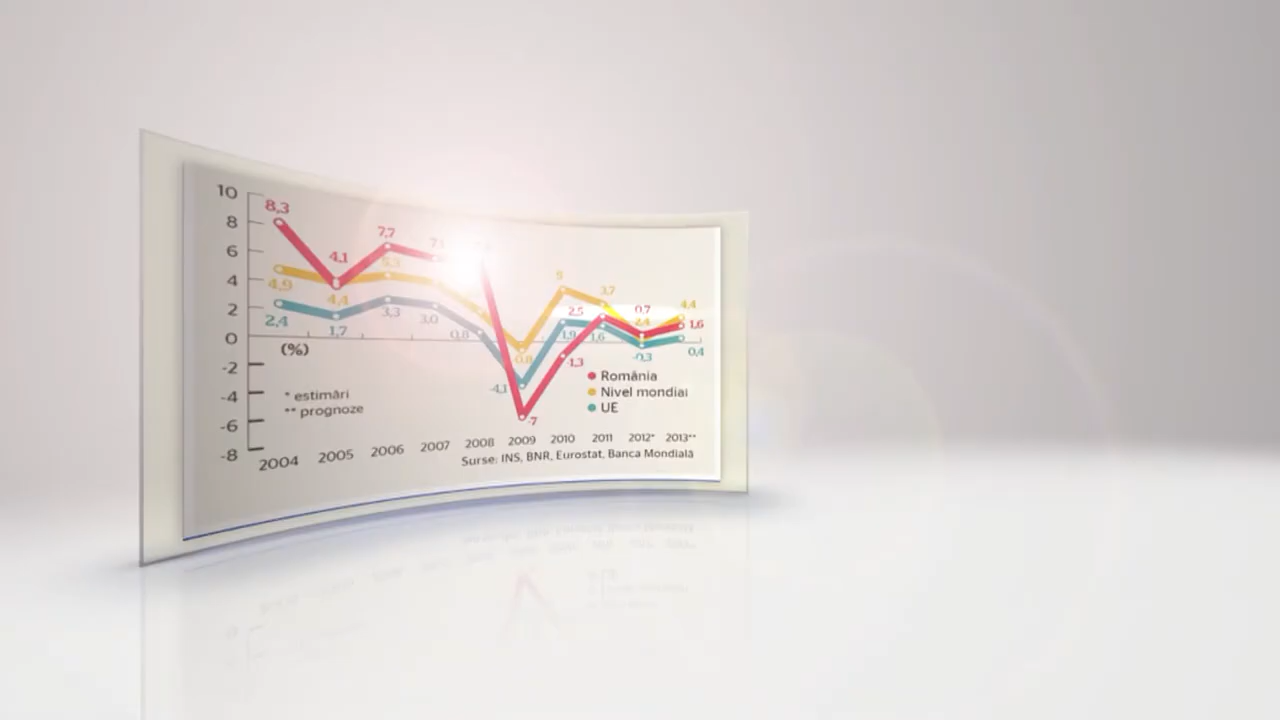 10
8
6
4
2
0
-2
-4
-6
-8
(%)
8,3 4,1 7,7
4,9 4,4 5,3 5 3,7 2,4 4,4
2,4 1,7 3,3 3,0 0,8 -4,1 1,9 1,6 -0,3 0,4
-7 -1,3 2,5 0,7 1,6
-0,8
* estimări
** prognoze
România
Nivel mondial
UE
2004 2005 2006 2007 2008 2009 2010 2011 2012* 2013**
Surse: INS, BNR, Eurostat, Banca Mondială